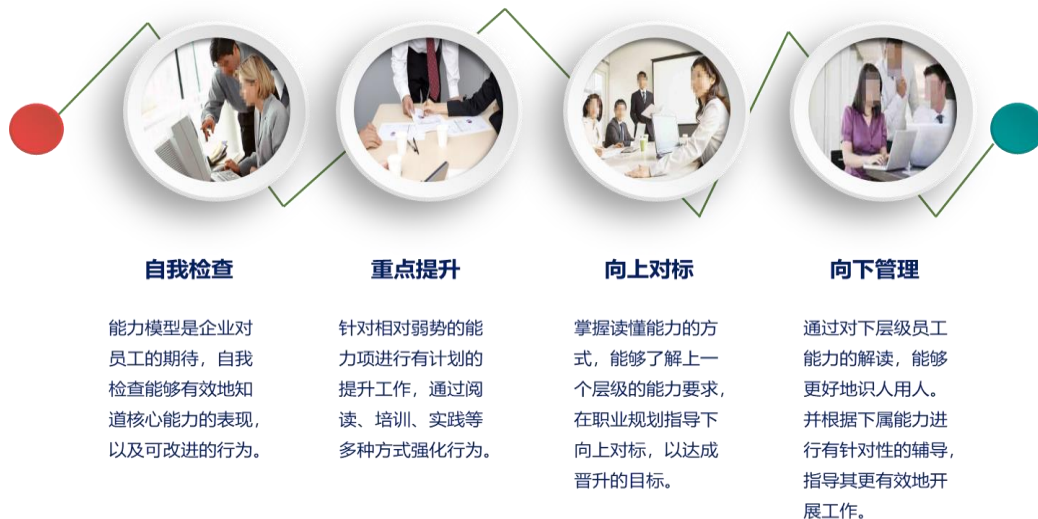 自我检查
能力模型是企业对
员工的期待，自我
检查能够有效地知
道核心能力的表现，
以及可改进的行为。
重点提升
针对相对弱势的能
力项进行有计划的
提升工作，通过阅
读、培训、实践等
多种方式强化行为。
向上对标
掌握读懂能力的方
式，能够了解上一
个层级的能力要求，
在职业规划指导下
向上对标，以达成
晋升的目标。
向下管理
通过对下层级员工
能力的解读，能够
更好地识人用人。
并根据下属能力进
行有针对性的辅导，
指导其更有效地开
展工作。